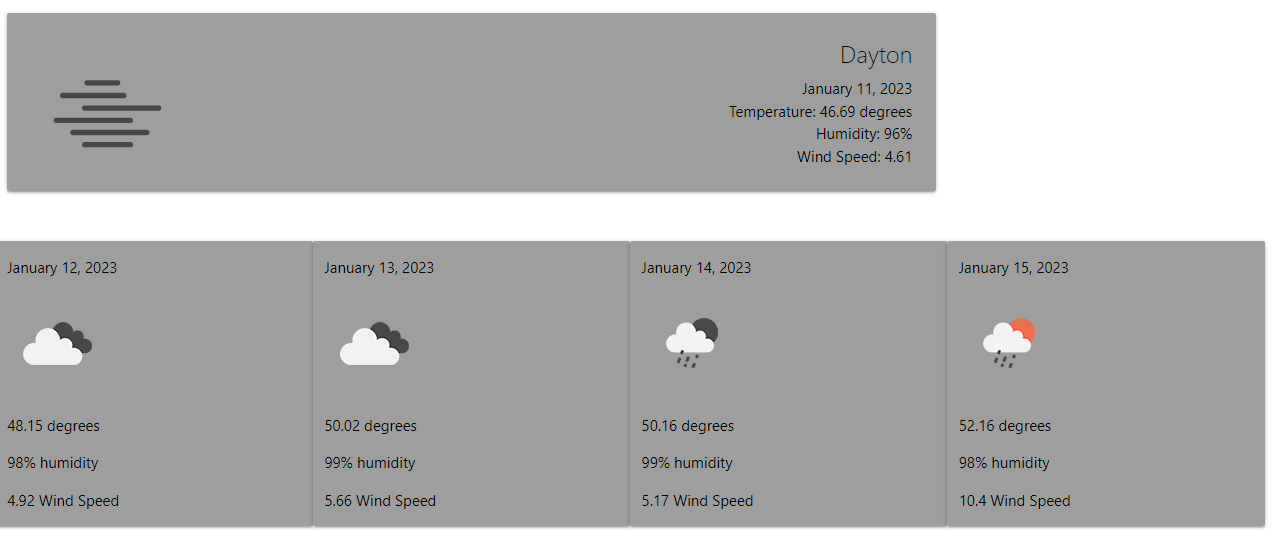 Dayton
January 11, 2023
Temperature: 46.69 degrees
Humidity: 96%
Wind Speed: 4.61
January 12, 2023
48.15 degrees
98% humidity
4.92 Wind Speed
January 13, 2023
50.02 degrees
99% humidity
5.66 Wind Speed
January 14, 2023
50.16 degrees
99% humidity
5.17 Wind Speed
January 15, 2023
52.16 degrees
98% humidity
10.4 Wind Speed